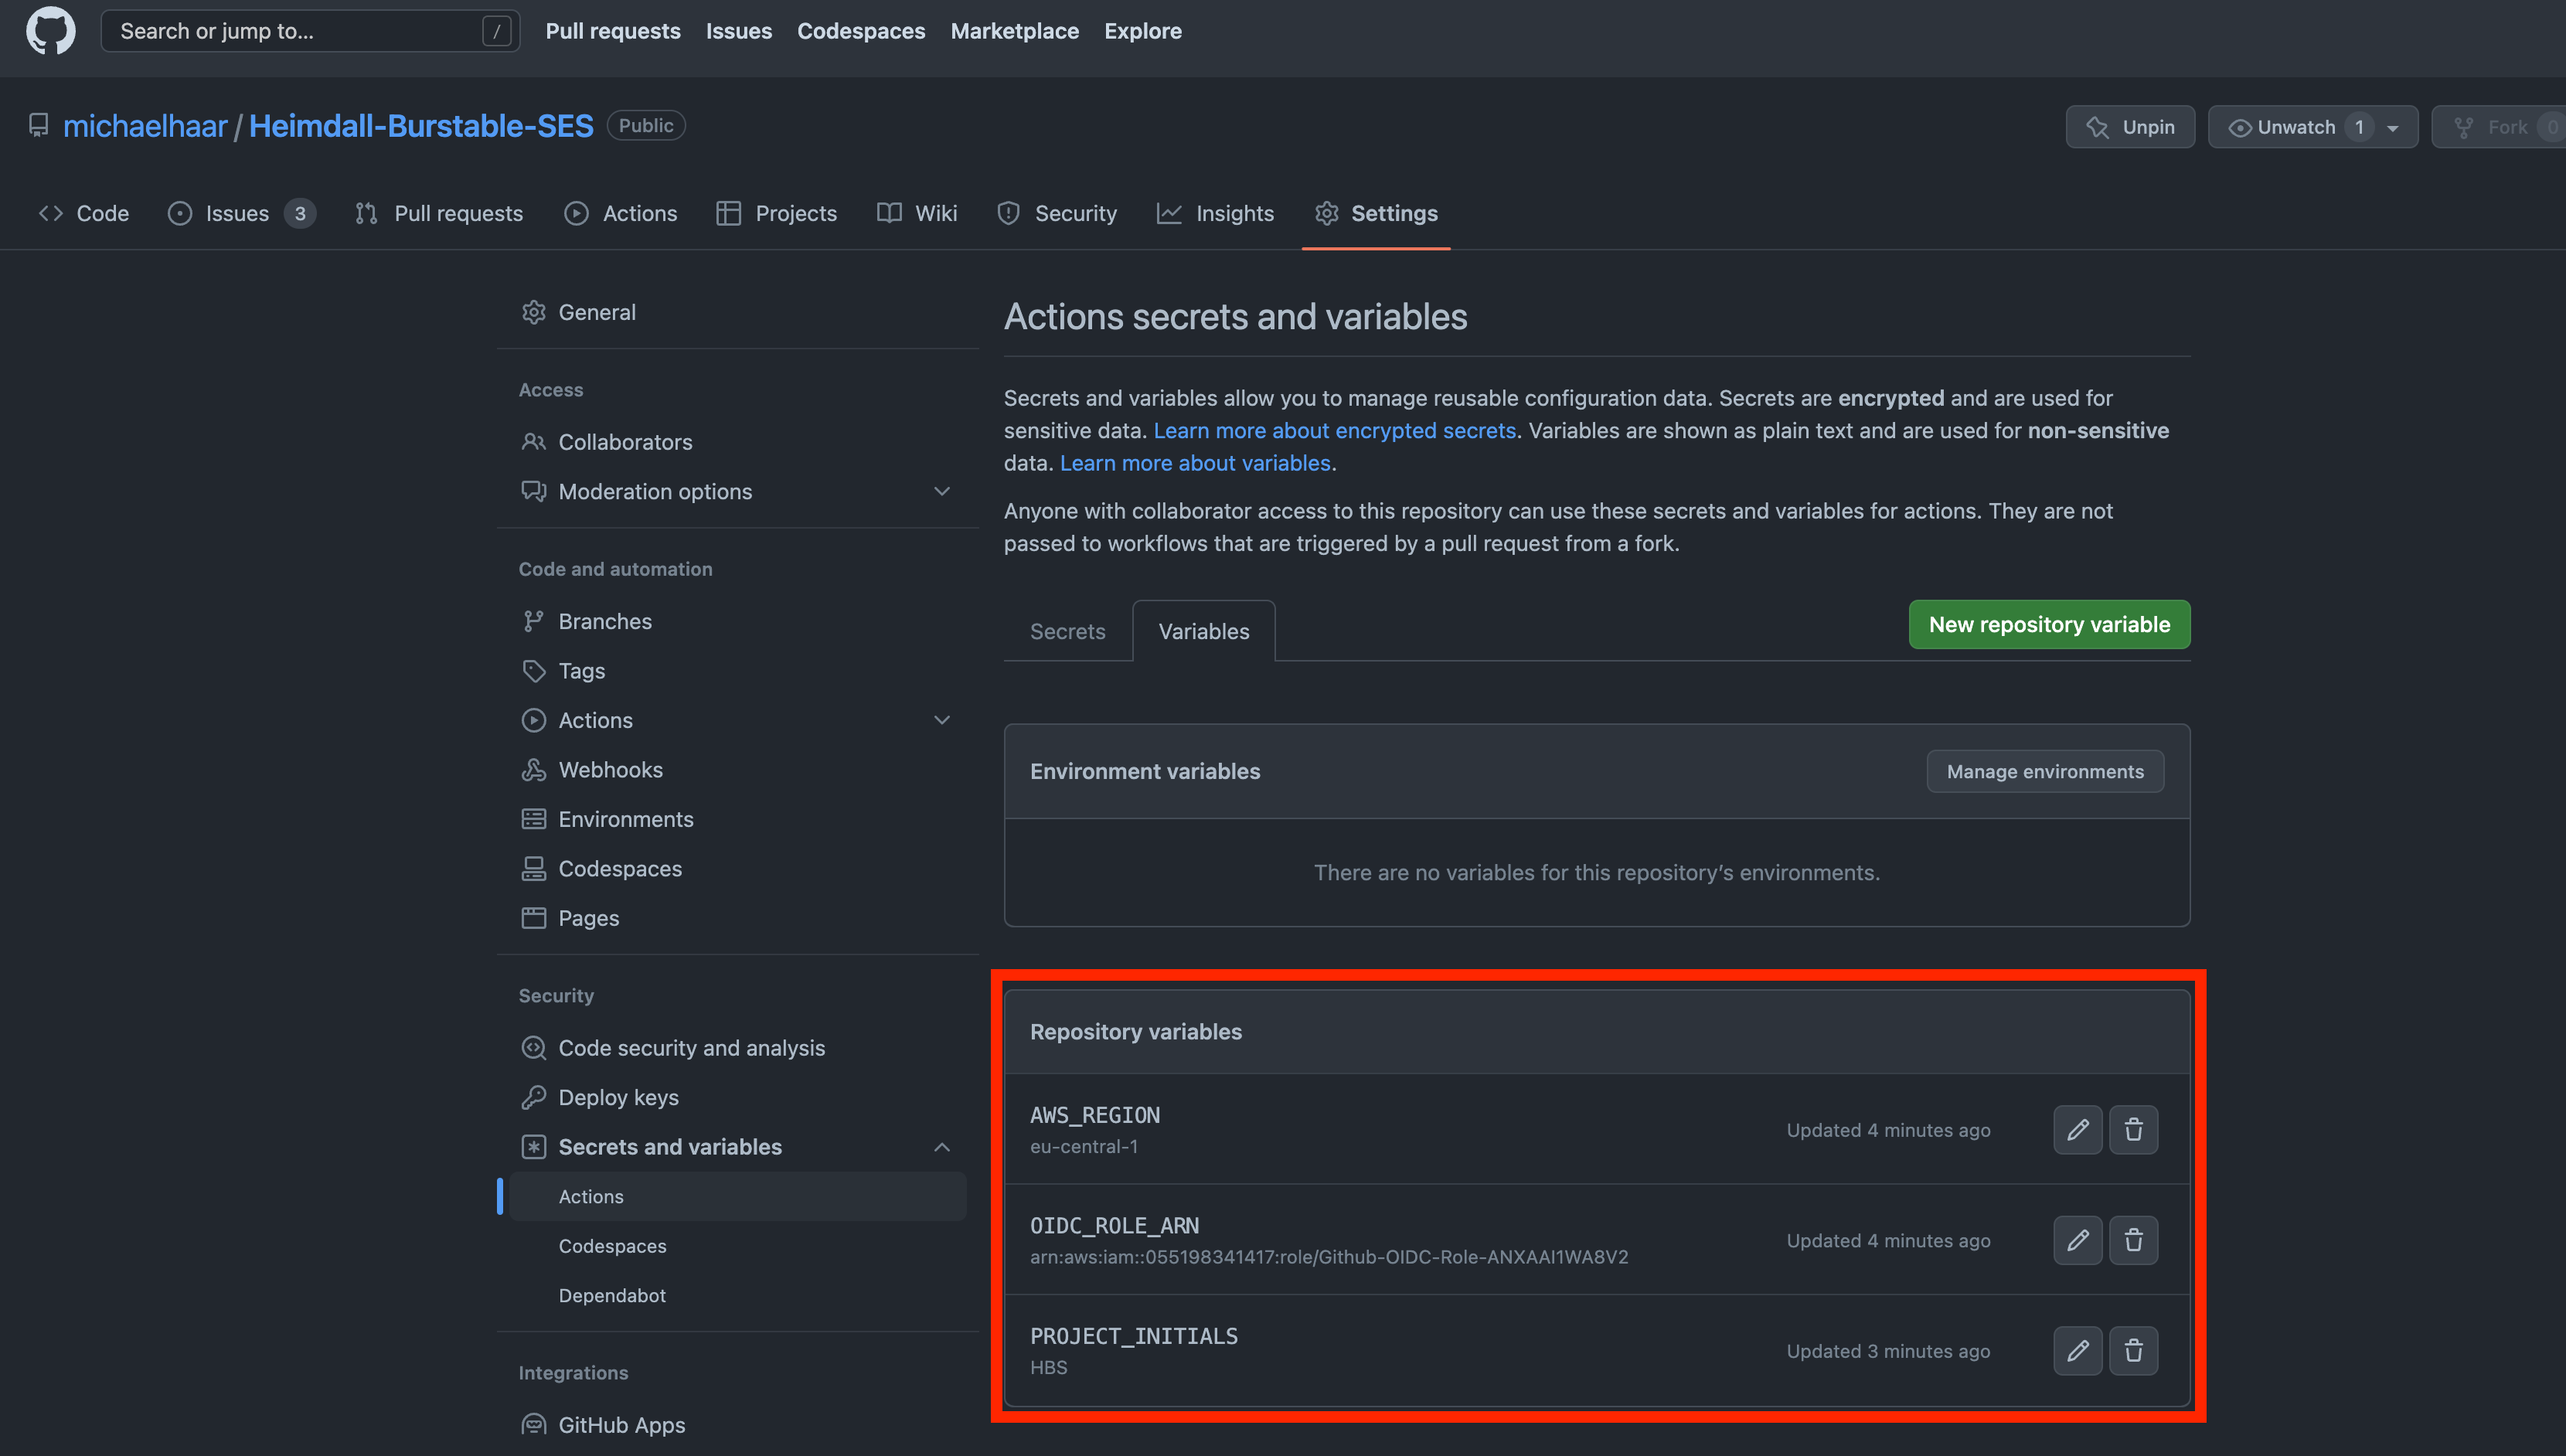 Search or jump to... /
Pull requests Issues Codespaces Marketplace Explore
michaelhaar / Heimdall-Burstable-SES Public
Unpin Unwatch 1 Fork 0
Code Issues 3 Pull requests Actions Projects Wiki Security Insights Settings
General
Access
Collaborators
Moderation options
Code and automation
Branches
Tags
Actions
Webhooks
Environments
Codespaces
Pages
Security
Code security and analysis
Deploy keys
Secrets and variables
Actions
Codespaces
Dependabot
Integrations
GitHub Apps
Actions secrets and variables
Secrets and variables allow you to manage reusable configuration data. Secrets are encrypted and are used for
sensitive data. Learn more about encrypted secrets. Variables are shown as plain text and are used for non-sensitive
data. Learn more about variables.
Anyone with collaborator access to this repository can use these secrets and variables for actions. They are not
passed to workflows that are triggered by a pull request from a fork.
Secrets Variables
New repository variable
Environment variables
Manage environments
There are no variables for this repository’s environments.
Repository variables
AWS_REGION
eu-central-1
Updated 4 minutes ago
OIDC_ROLE_ARN
arn:aws:iam::055198341417:role/Github-OIDC-Role-ANXAAI1WA8V2
Updated 4 minutes ago
PROJECT_INITIALS
HBS
Updated 3 minutes ago